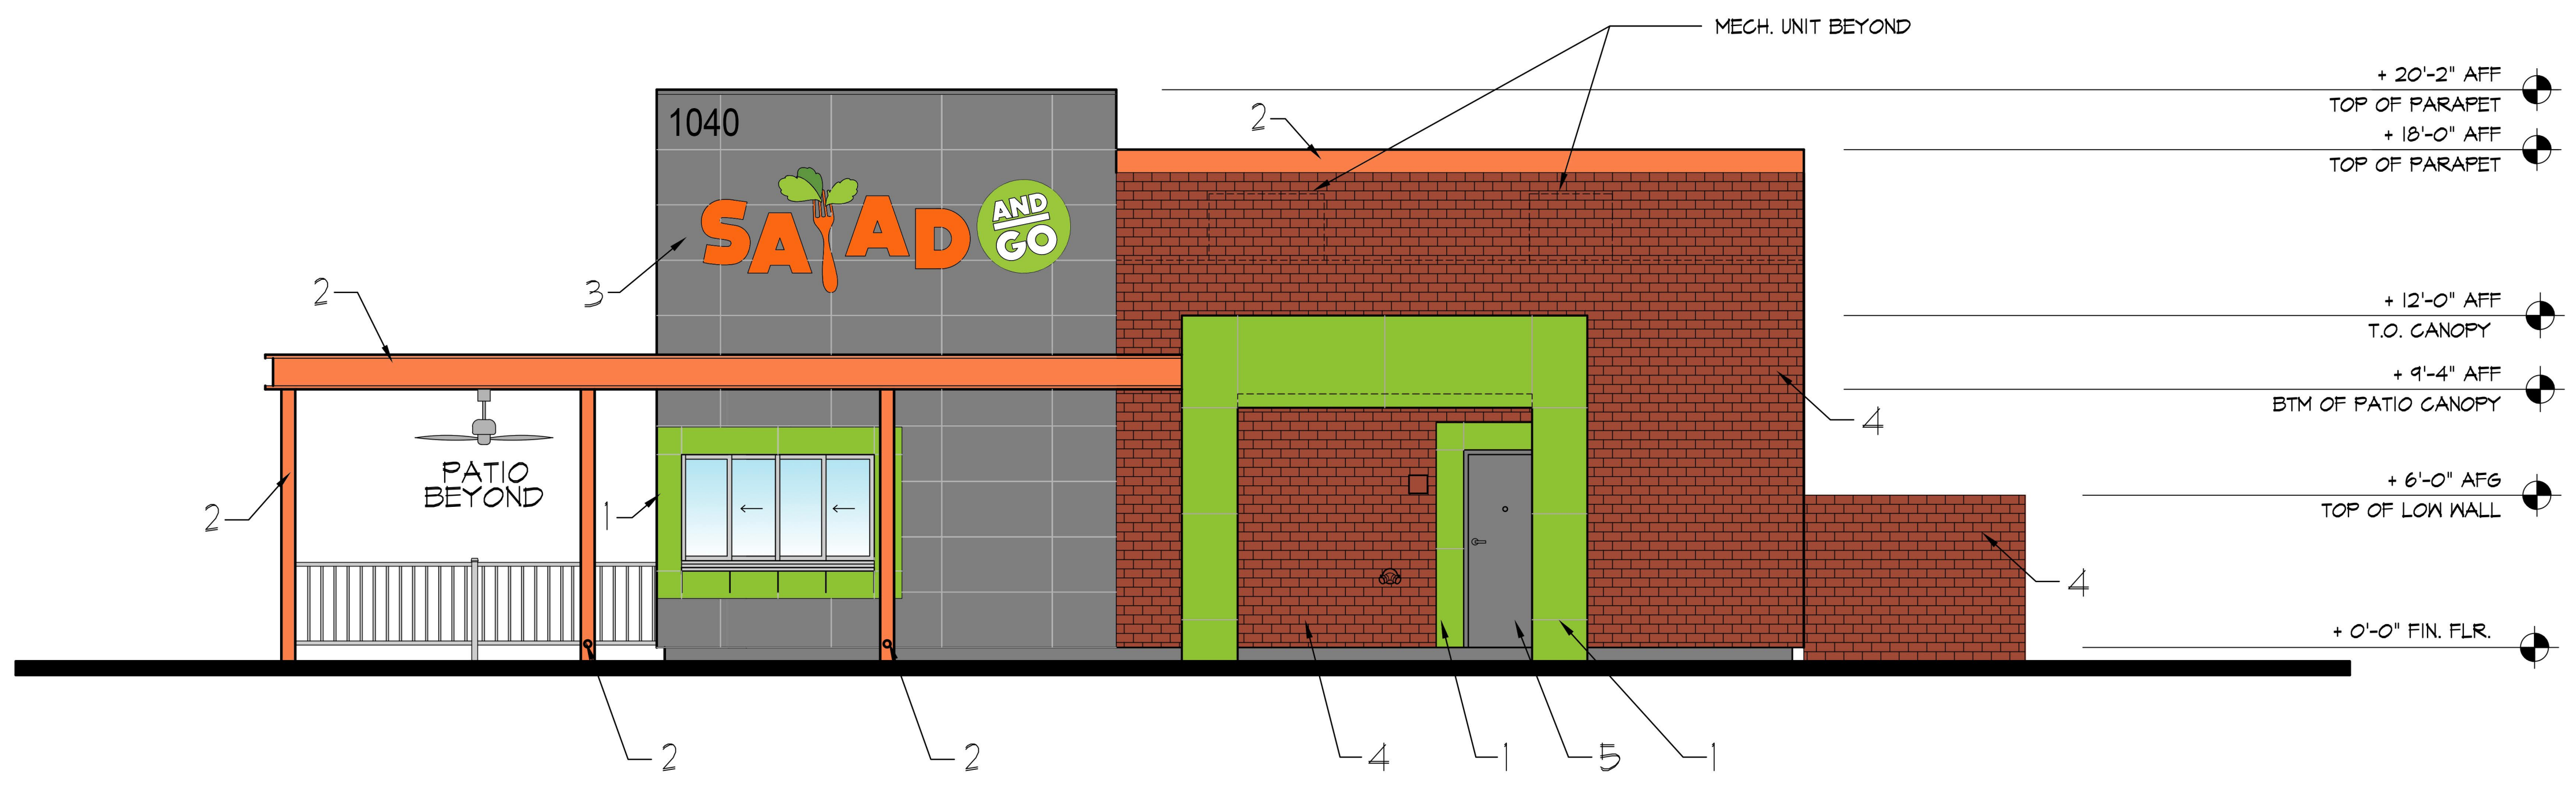 MECH. UNIT BEYOND
+ 20'-2" AFF
TOP OF PARAPET
+ 18'-0" AFF
TOP OF PARAPET
1040
2
SALAD AND GO
3
2
+ 12'-0" AFF
T.O. CANOPY
+ 9'-4" AFF
BTM OF PATIO CANOPY
4
PATIO
BEYOND
2
1
+ 6'-0" AFG
TOP OF LOW WALL
4
+ 0'-0" FIN. FLR.
2
2
4
1
5
1